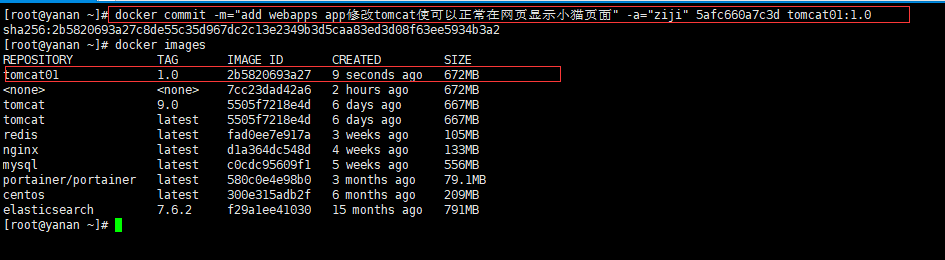 [root@yanan ~]# docker commit -m="add webapps app修改tomcat使可以正常在网页显示小猫页面" -a="ziji" 5afc660a7c3d tomcat01:1.0
sha256:2b5820693a27c8de55c35d967dc2c13e2349b3d5caa83ed3d08f63ee5934b3a2
[root@yanan ~]# docker images
REPOSITORY TAG IMAGE ID CREATED SIZE
tomcat01 1.0 2b5820693a27 9 seconds ago 672MB
<none> <none> 7cc23dad42a6 2 hours ago 672MB
tomcat 9.0 5505f7218e4d 6 days ago 667MB
tomcat latest 5505f7218e4d 6 days ago 667MB
redis latest fad0ee7e917a 3 weeks ago 105MB
nginx latest d1a364dc548d 4 weeks ago 133MB
mysql latest c0cdc95609f1 5 weeks ago 556MB
portainer/portainer latest 580c0e4e98b0 3 months ago 79.1MB
centos latest 300e315adb2f 6 months ago 209MB
elasticsearch 7.6.2 f29a1ee41030 15 months ago 791MB
[root@yanan ~]#